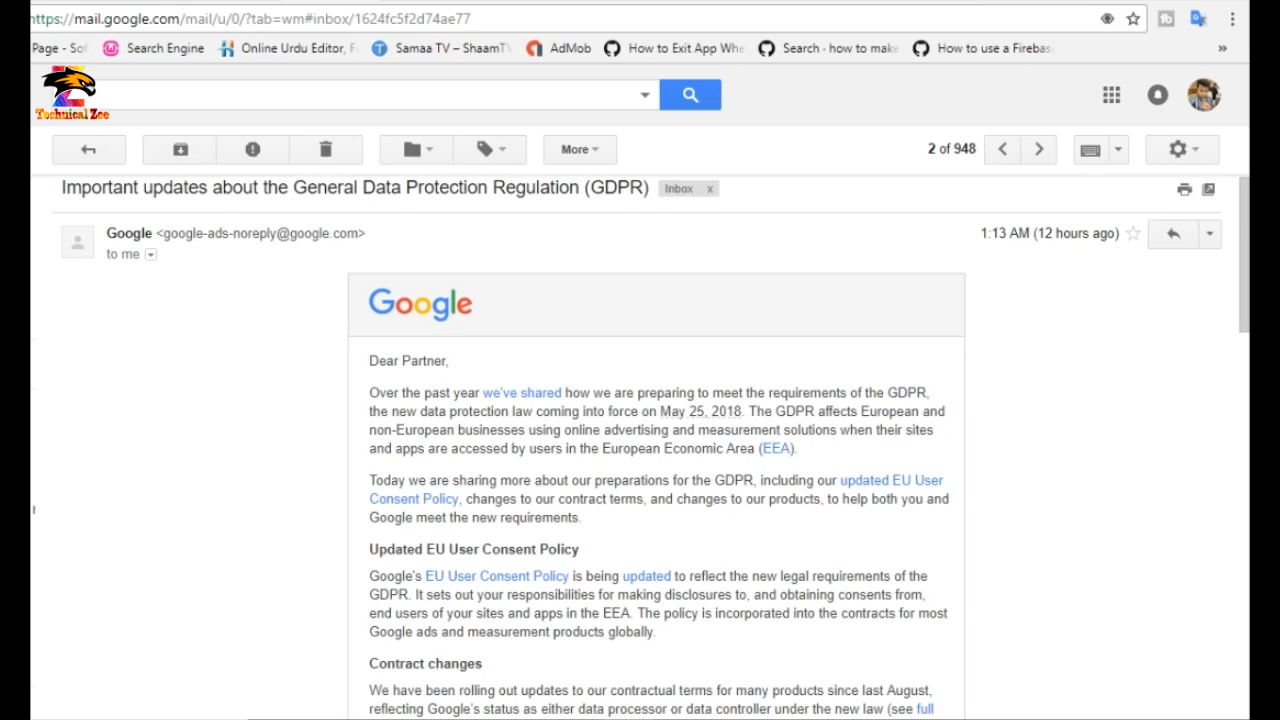 https://mail.google.com/mail/u/0/?tab=wm#inbox/1624fc5f2d74ae77
Page - Sof Search Engine Online Urdu Editor, F Samaa TV – ShaamTV AdMob How to Exit App Whe Search · how to make How to use a Firebas »
Technical Zee
More 2 of 948
Important updates about the General Data Protection Regulation (GDPR) Inbox x
Google <google-ads-noreply@google.com> 1:13 AM (12 hours ago)
to me
Google
Dear Partner,
Over the past year we've shared how we are preparing to meet the requirements of the GDPR,
the new data protection law coming into force on May 25, 2018. The GDPR affects European and
non-European businesses using online advertising and measurement solutions when their sites
and apps are accessed by users in the European Economic Area (EEA).
Today we are sharing more about our preparations for the GDPR, including our updated EU User
Consent Policy, changes to our contract terms, and changes to our products, to help both you and
Google meet the new requirements.
Updated EU User Consent Policy
Google's EU User Consent Policy is being updated to reflect the new legal requirements of the
GDPR. It sets out your responsibilities for making disclosures to, and obtaining consents from,
end users of your sites and apps in the EEA. The policy is incorporated into the contracts for most
Google ads and measurement products globally.
Contract changes
We have been rolling out updates to our contractual terms for many products since last August,
reflecting Google's status as either data processor or data controller under the new law (see full